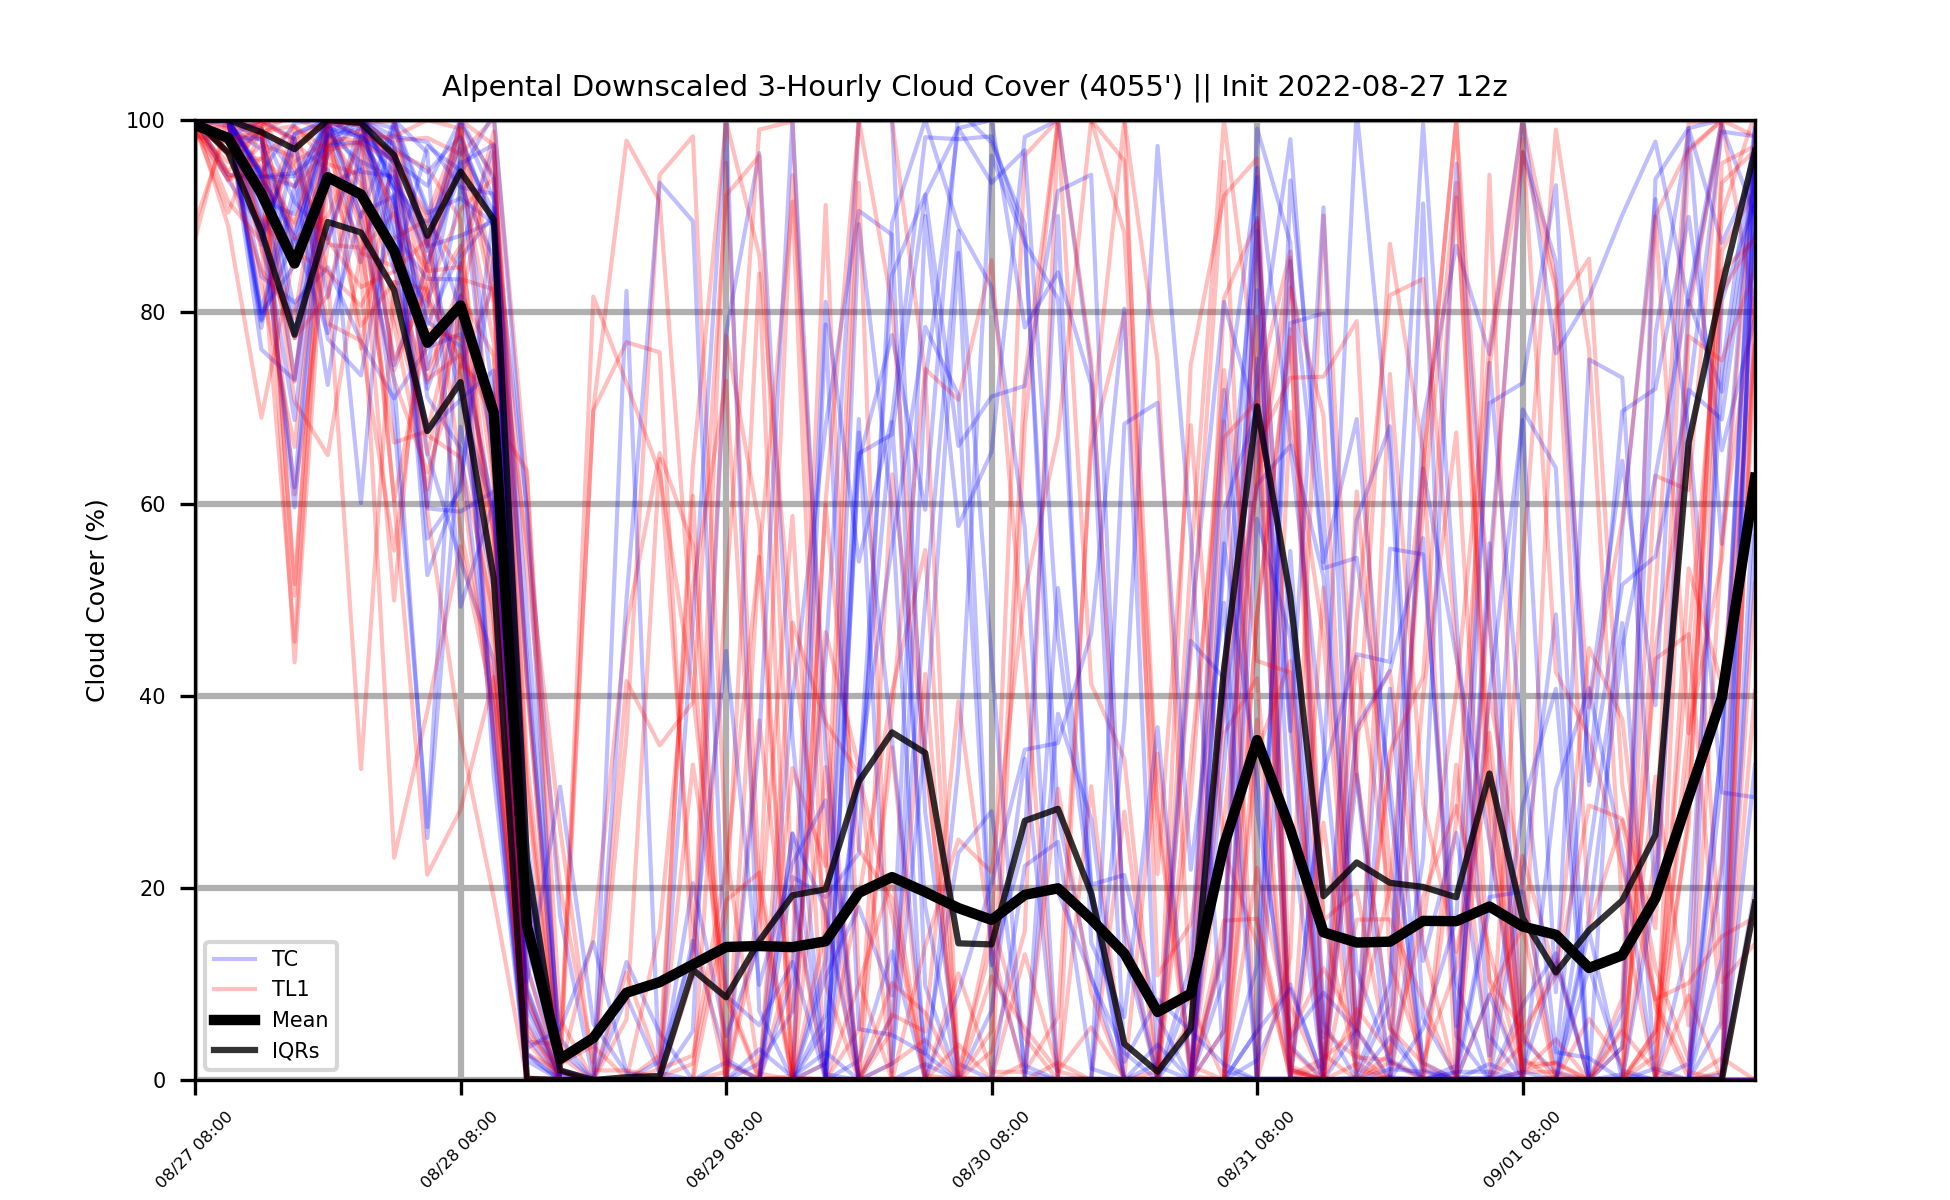 Alpental Downscaled 3-Hourly Cloud Cover (4055') || Init 2022-08-27 12z
Cloud Cover (%)
100
80
60
40
20
0
TC
TL1
Mean
IQRs
08/27 08:00
08/28 08:00
08/29 08:00
08/30 08:00
08/31 08:00
09/01 08:00